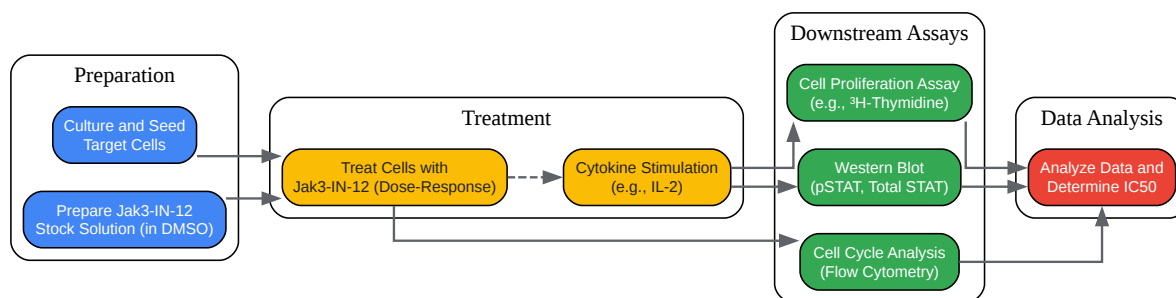 Preparation
Culture and Seed
Target Cells
Prepare Jak3-IN-12
Stock Solution (in DMSO)
Treatment
Treat Cells with
Jak3-IN-12 (Dose-Response)
Cytokine Stimulation
(e.g., IL-2)
Downstream Assays
Cell Proliferation Assay
(e.g., ³H-Thymidine)
Western Blot
(pSTAT, Total STAT)
Cell Cycle Analysis
(Flow Cytometry)
Data Analysis
Analyze Data and
Determine IC50